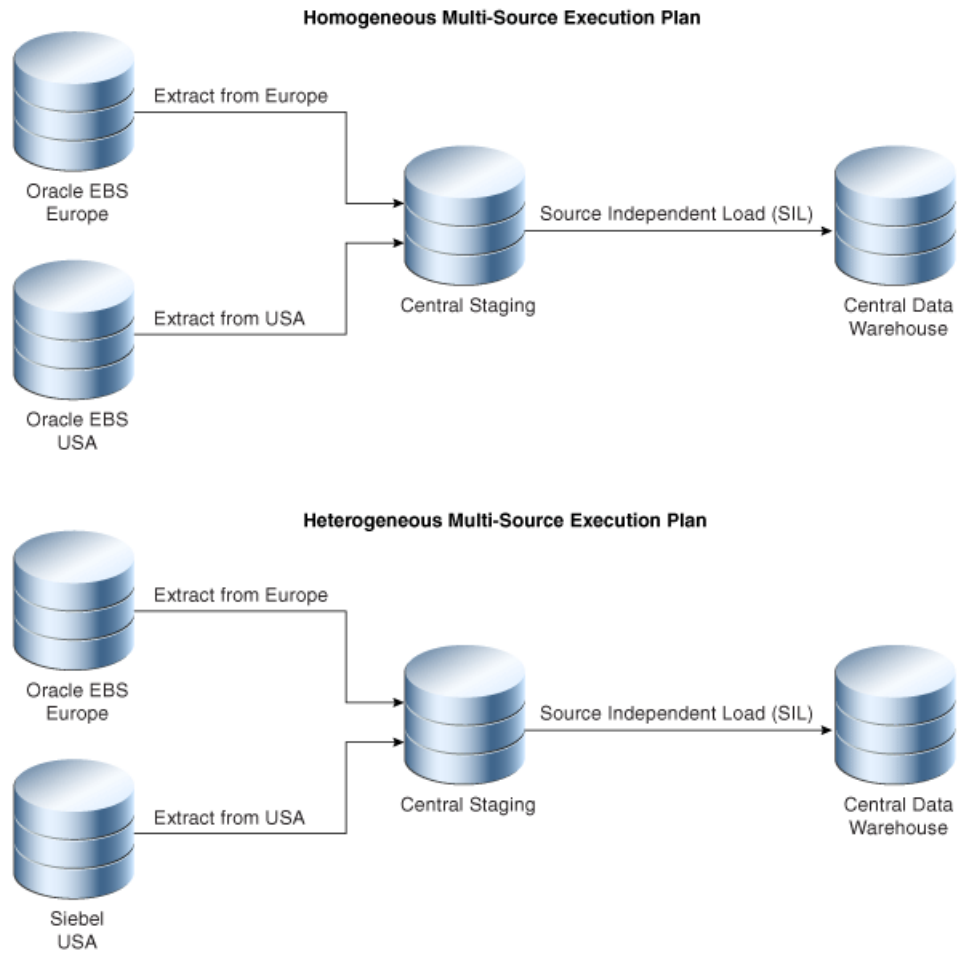 Homogeneous Multi-Source Execution Plan
Extract from Europe
Oracle EBS
Europe
Source Independent Load (SIL)
Extract from USA
Central Staging
Central Data
Warehouse
Oracle EBS
USA
Heterogeneous Multi-Source Execution Plan
Extract from Europe
Oracle EBS
Europe
Source Independent Load (SIL)
Extract from USA
Central Staging
Central Data
Warehouse
Siebel
USA